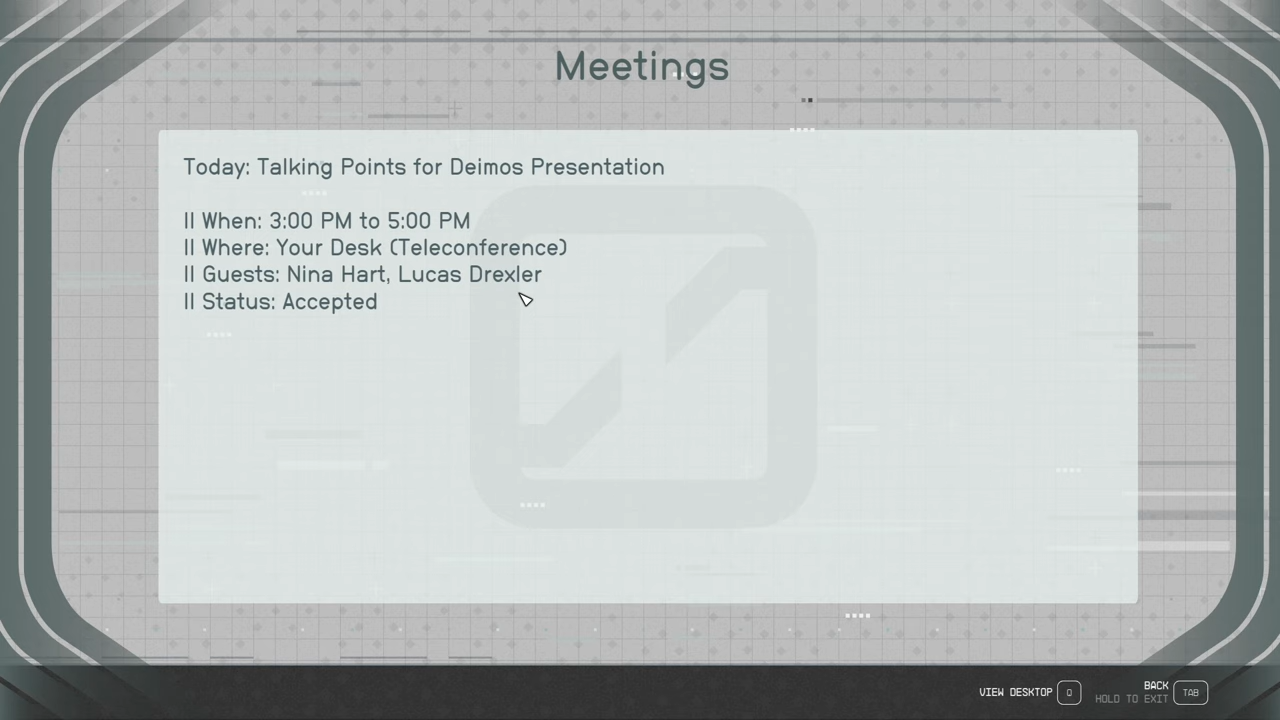 Meetings
Today: Talking Points for Deimos Presentation
II When: 3:00 PM to 5:00 PM
II Where: Your Desk (Teleconference)
II Guests: Nina Hart, Lucas Drexler
II Status: Accepted
VIEW DESKTOP Q
BACK
HOLD TO EXIT TAB